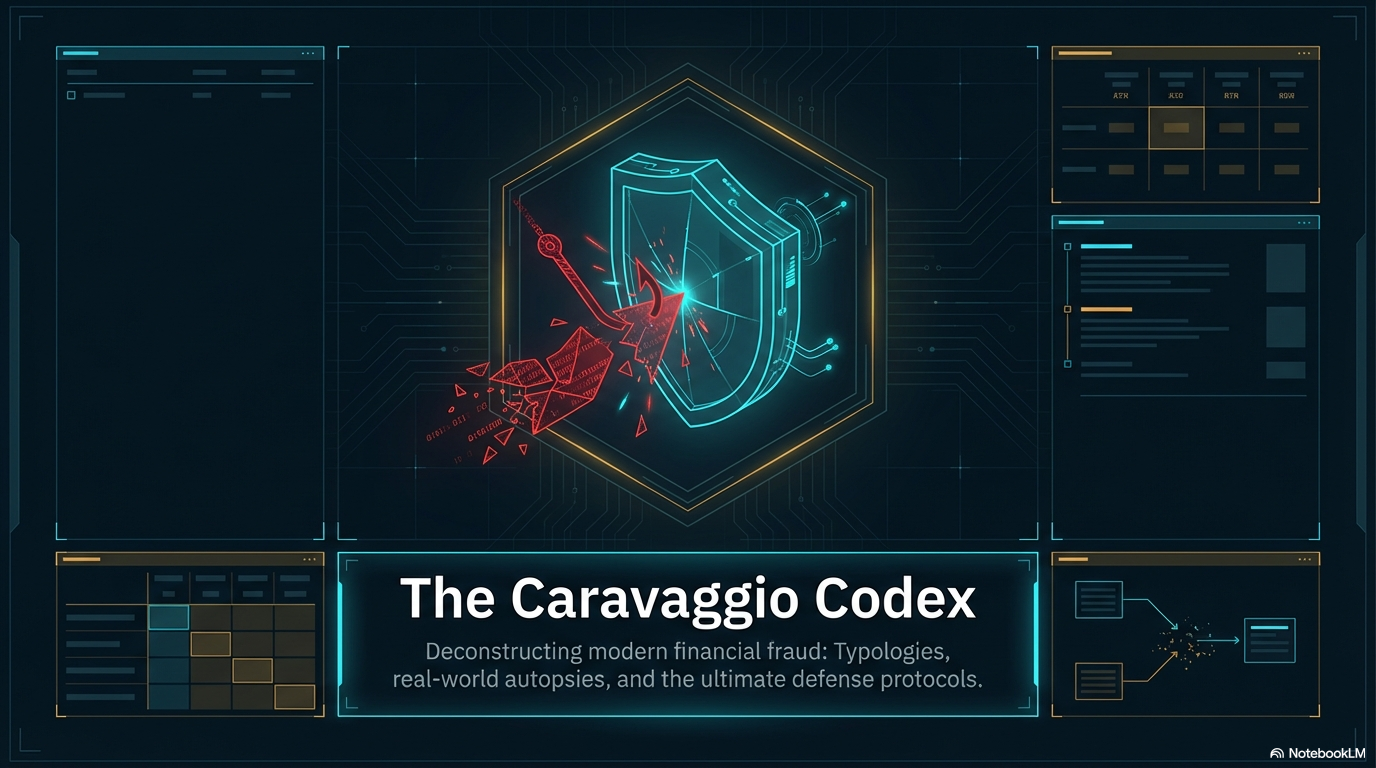 The Caravaggio Codex
Deconstructing modern financial fraud: Typologies,
real-world autopsies, and the ultimate defense protocols.
NotebookLM